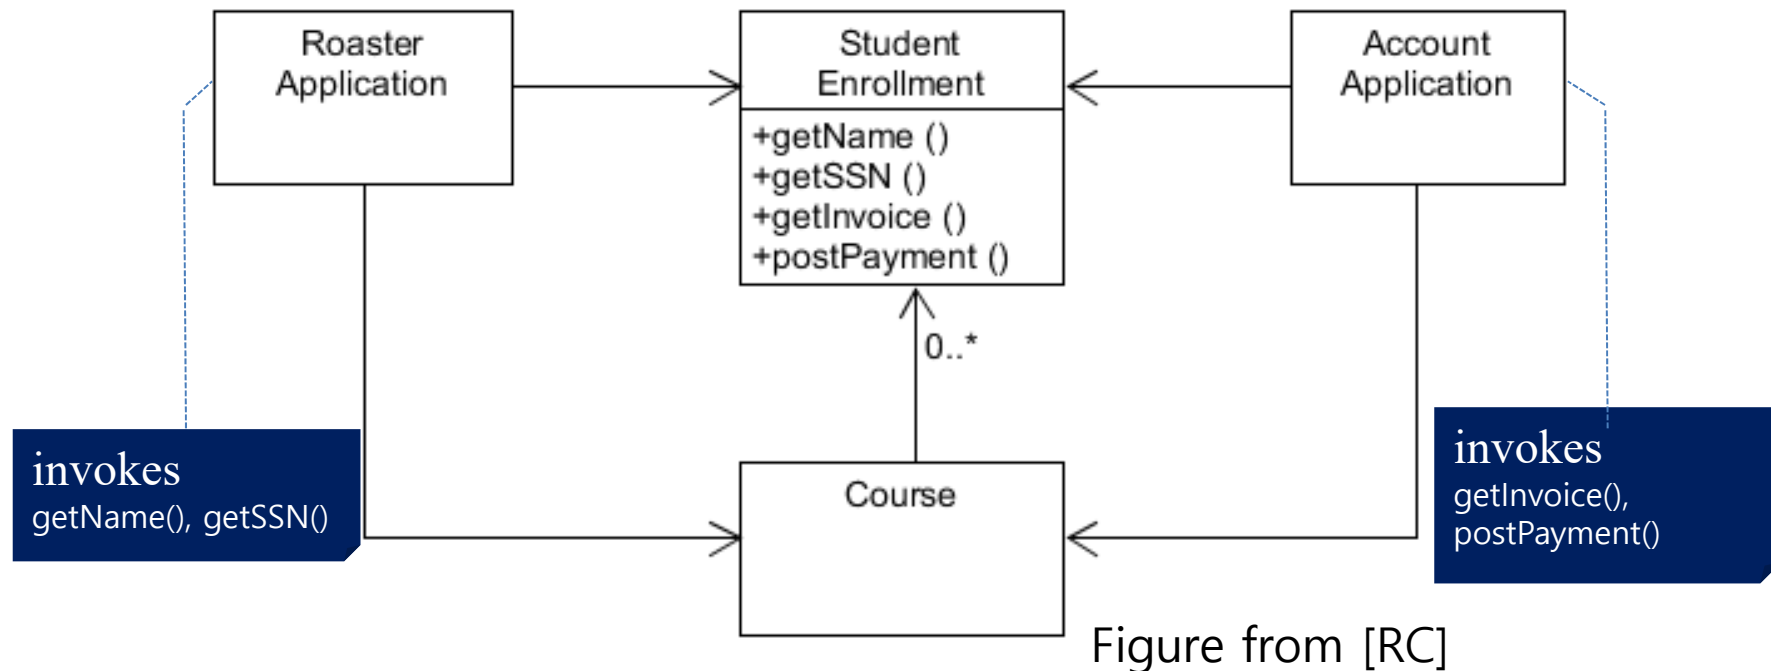 Roaster
Application
Student
Enrollment
+getName ()
+getSSN ()
+getInvoice ()
+postPayment ()
Account
Application
0..*
invokes
getName(), getSSN()
Course
invokes
getInvoice(),
postPayment()
Figure from [RC]